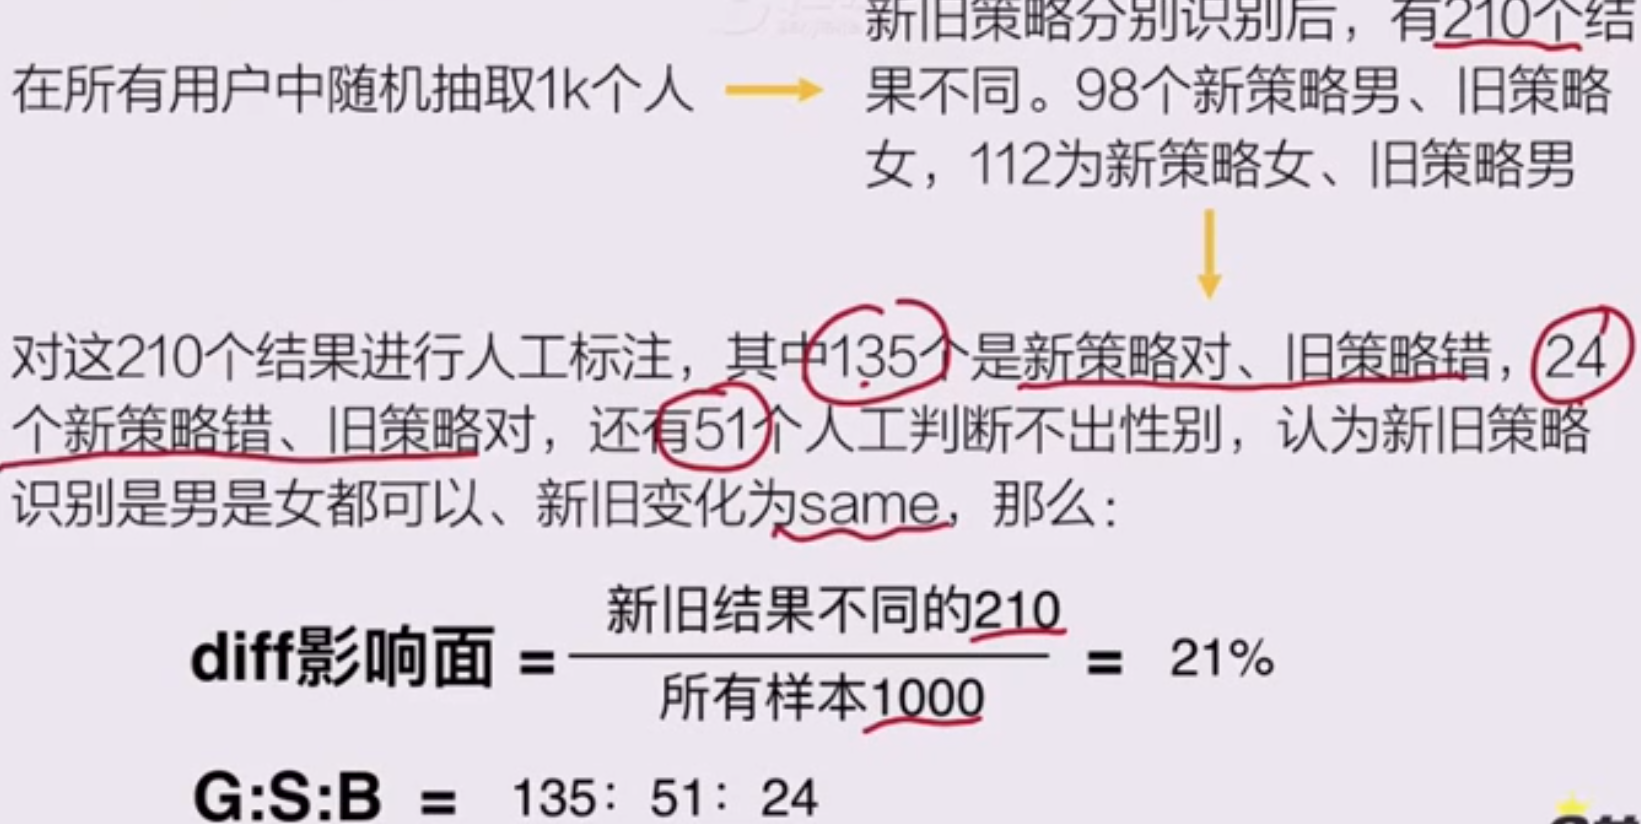 新旧策略分别识别后，有210个结
在所有用户中随机抽取1k个人
果不同。98个新策略男、旧策略
女，112为新策略女、旧策略男
对这210个结果进行人工标注，其中135个是新策略对、旧策略错，24
个新策略错、旧策略对，还有51个人工判断不出性别，认为新旧策略
识别是男是女都可以、新旧变化为same，那么：
diff影响面 = 新旧结果不同的210
所有样本1000
= 21%
G:S:B = 135：51：24